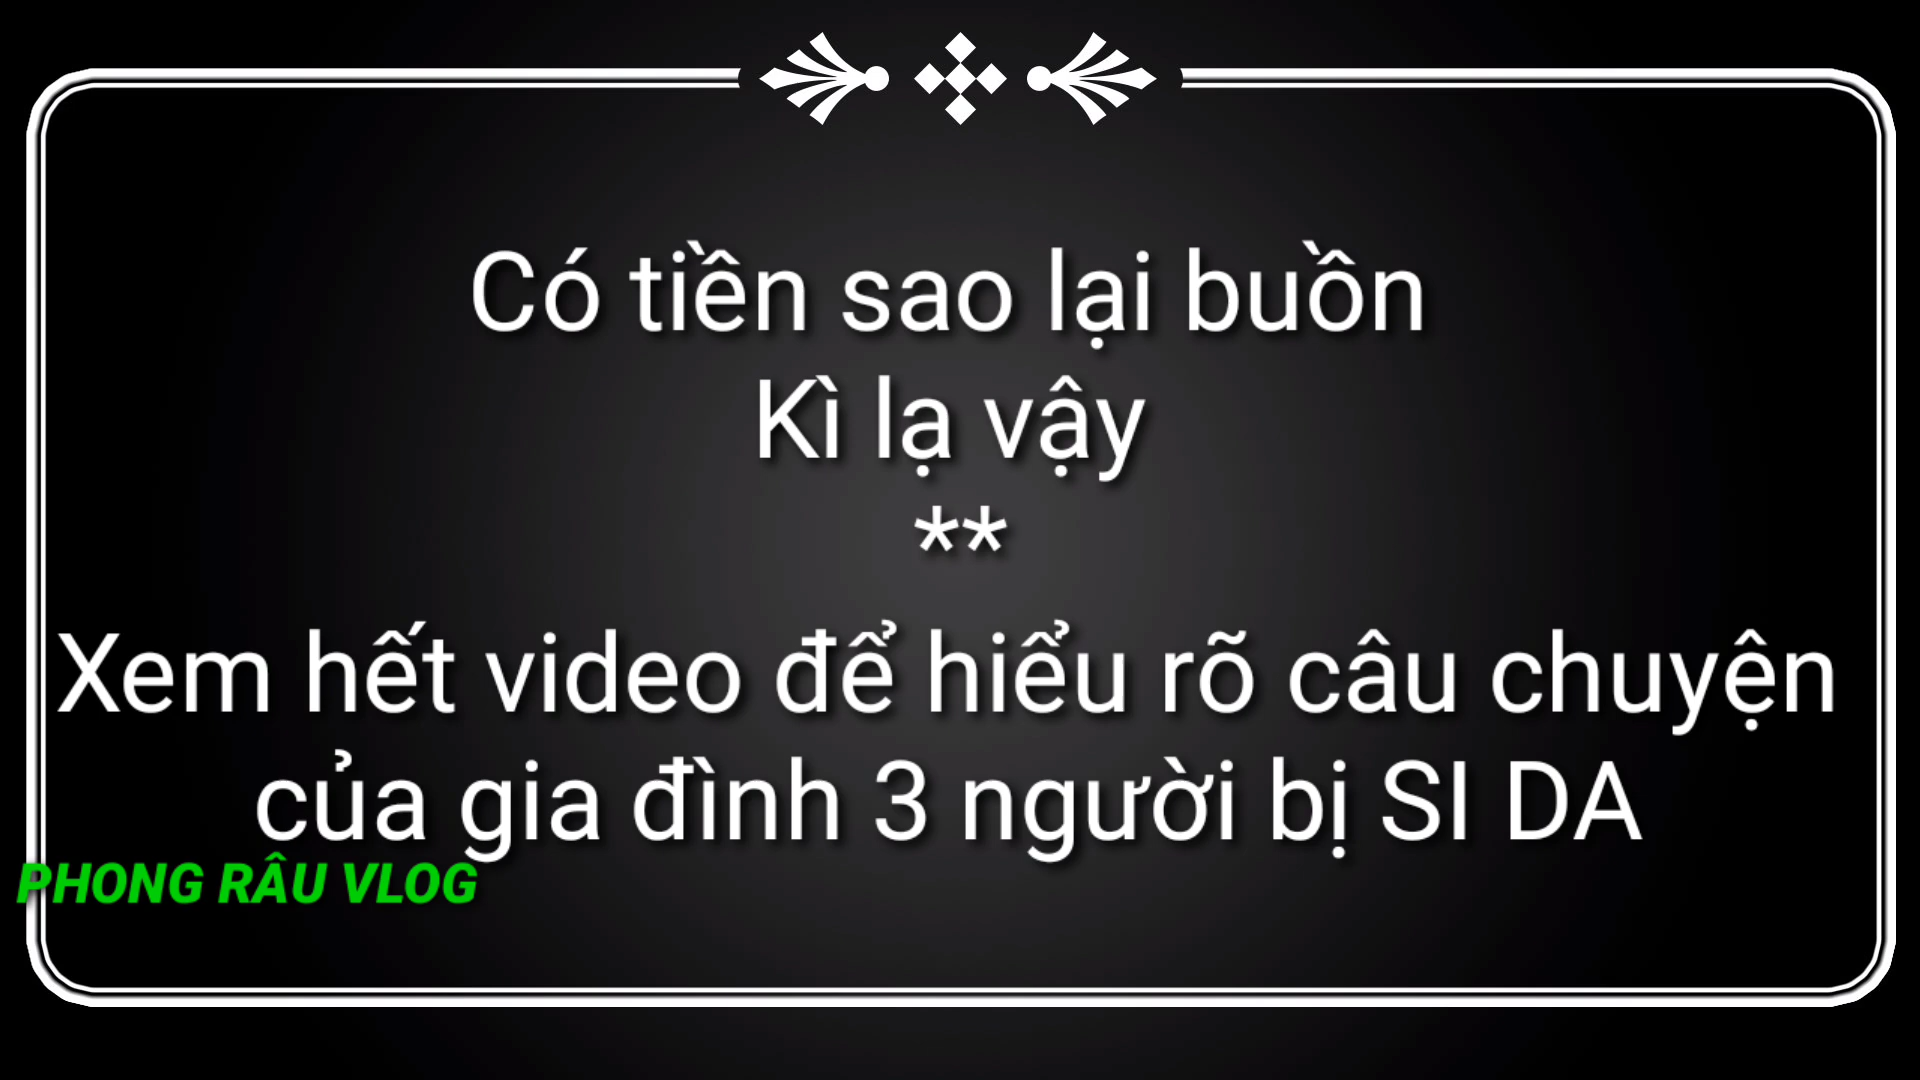 Có tiền sao lại buồn
Kì lạ vậy
**
Xem hết video để hiểu rõ câu chuyện
của gia đình 3 người bị SI DA
PHONG RÂU VLOG